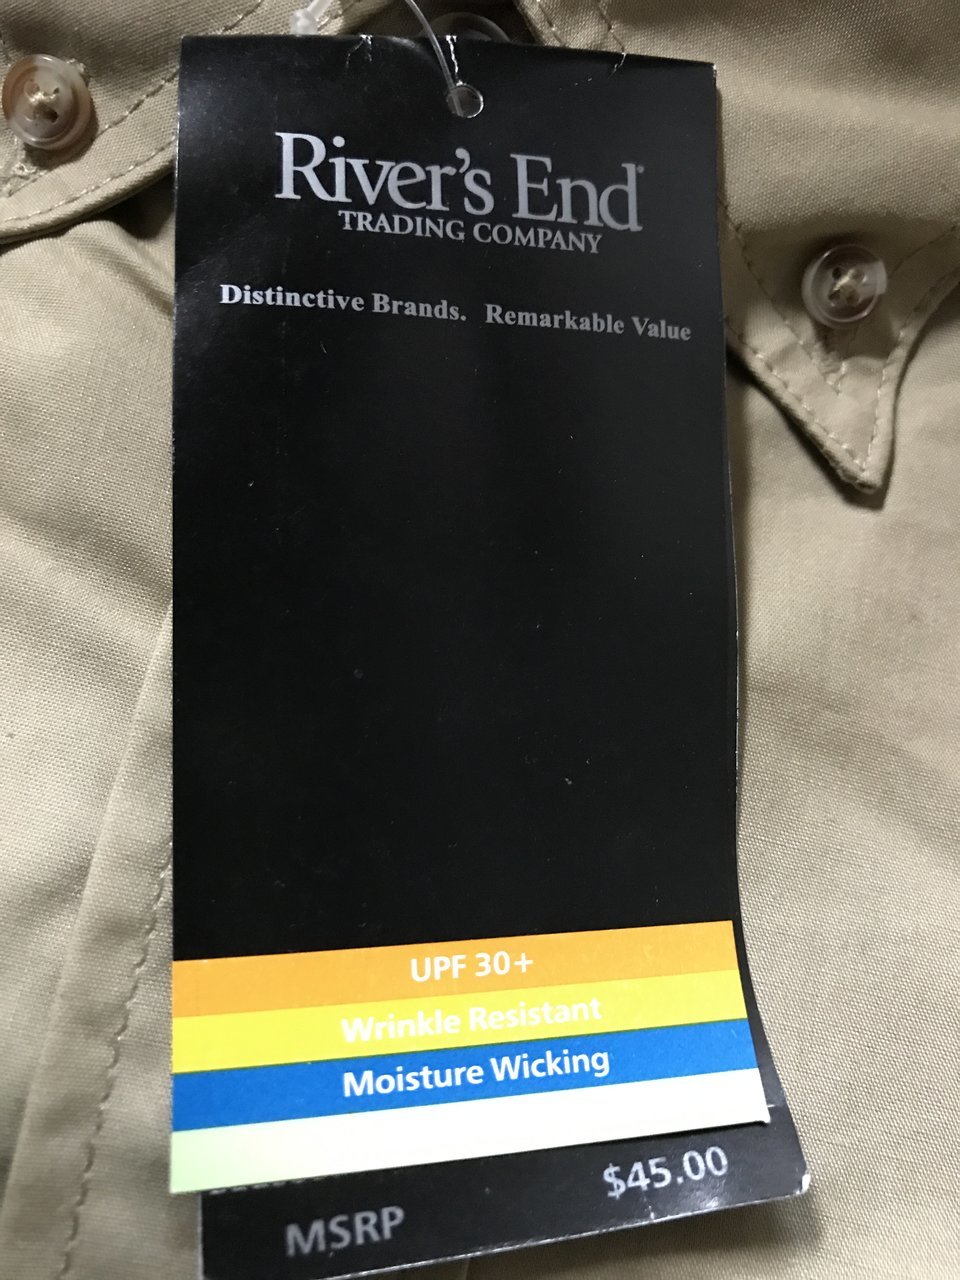 River's End
TRADING COMPANY
Distinctive Brands. Remarkable Value
UPF 30+
Wrinkle Resistant
Moisture Wicking
$45.00
MSRP